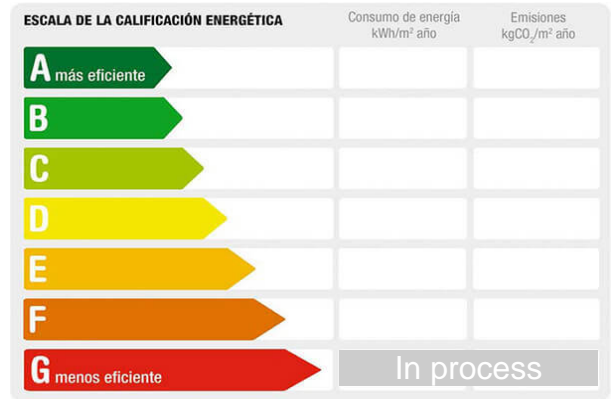 ESCALA DE LA CALIFICACIÓN ENERGÉTICA
Consumo de energía
kWh/m² año
Emisiones
kgCO₂/m² año
A más eficiente
B
C
D
E
F
G menos eficiente
In process